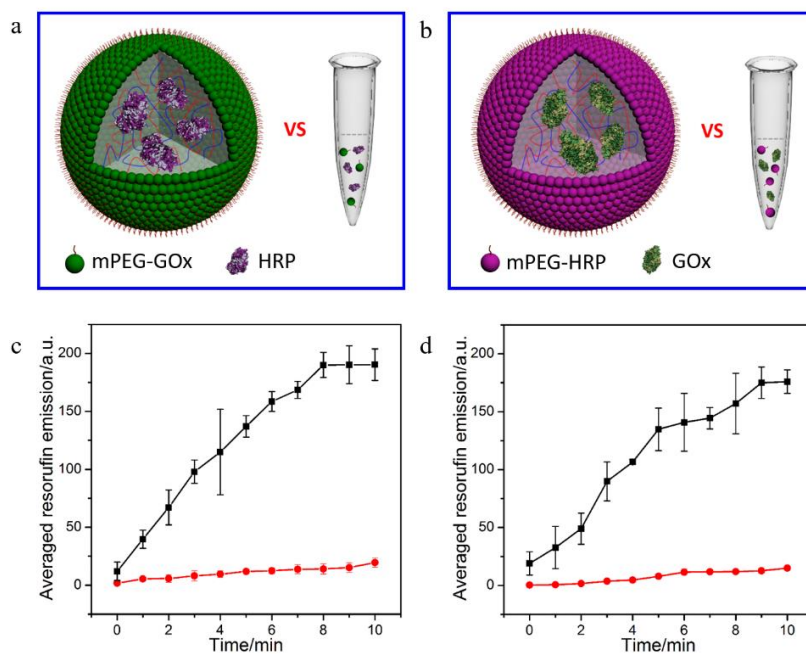 a
VS
mPEG-GOx
HRP
b
VS
mPEG-HRP
GOx
c
Averaged resorufin emission/a.u.
200
150
100
50
0
0 2 4 6 8 10
Time/min
d
Averaged resorufin emission/a.u.
200
150
100
50
0
0 2 4 6 8 10
Time/min